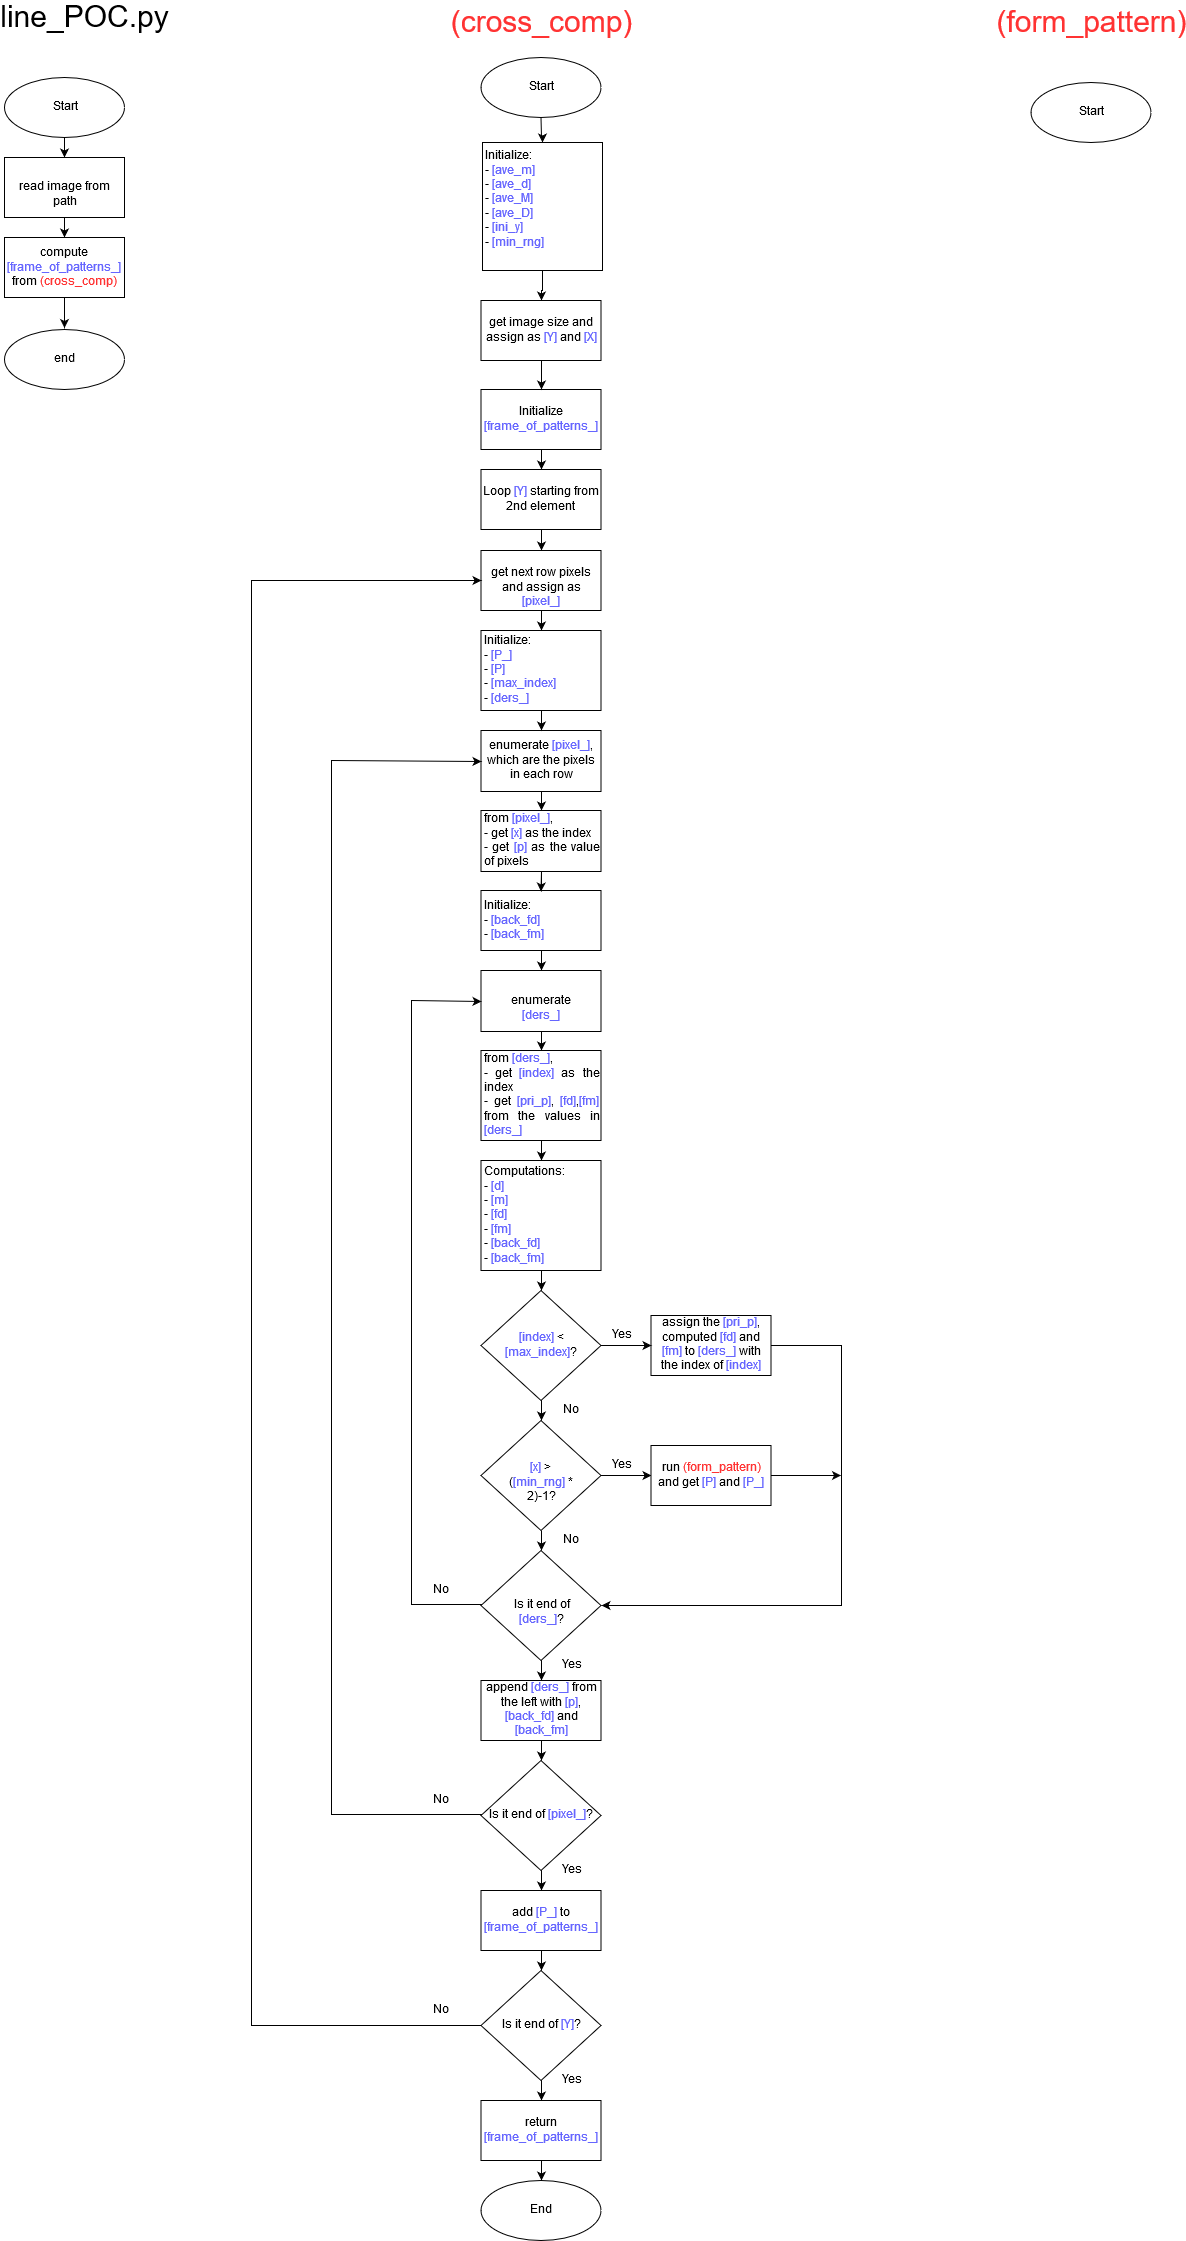 line_POC.py
(cross_comp)
(form_pattern)
Start
read image from
path
compute
[frame_of_patterns_]
from (cross_comp)
end
Start
Initialize:
- [ave_m]
- [ave_d]
- [ave_M]
- [ave_D]
- [ini_y]
- [min_rng]
get image size and
assign as [Y] and [X]
Initialize
[frame_of_patterns_]
Loop [Y] starting from
2nd element
get next row pixels
and assign as
[pixel_]
Initialize:
- [P_]
- [P]
- [max_index]
- [ders_]
enumerate [pixel_],
which are the pixels
in each row
from [pixel_],
- get [x] as the index
- get [p] as the value
of pixels
Initialize:
- [back_fd]
- [back_fm]
enumerate
[ders_]
from [ders_],
- get [index] as the
index
- get [pri_p], [fd],[fm]
from the values in
[ders_]
Computations:
- [d]
- [m]
- [fd]
- [fm]
- [back_fd]
- [back_fm]
[index] <
[max_index]?
Yes
assign the [pri_p],
computed [fd] and
[fm] to [ders_] with
the index of [index]
No
[x] >
([min_rng] *
2)-1?
Yes
run (form_pattern)
and get [P] and [P_]
No
Is it end of
[ders_]?
No
Yes
append [ders_] from
the left with [p],
[back_fd] and
[back_fm]
Is it end of [pixel_]?
No
Yes
add [P_] to
[frame_of_patterns_]
Is it end of [Y]?
No
Yes
return
[frame_of_patterns_]
End
Start